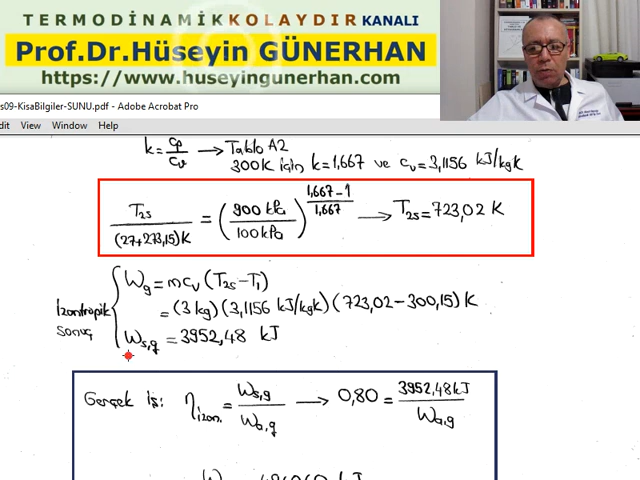 TERMODİNAMİKKOLAYDIR KANALI
Prof.Dr.Hüseyin GÜNERHAN
https://www.huseyingunerhan.com
s09-KisaBilgiler-SUNU.pdf - Adobe Acrobat Pro
dit View Window Help
k = cp/cv → Tablo A2
300K için k=1,667 ve cv=3,1156 kJ/kgK
T2s/(27+273,15)K = (900 kPa/100 kPa)^((1,667-1)/1,667) → T2s=723,02 K
İzontropik sonuç
Wg = mcv (T2s-T1)
= (3 kg) (3,1156 kJ/kgK) (723,02-300,15) K
Ws,g = 3952,48 kJ
Gerçek iş: ηizon. = Ws,g/Wa,g → 0,80 = 3952,48 kJ/Wa,g